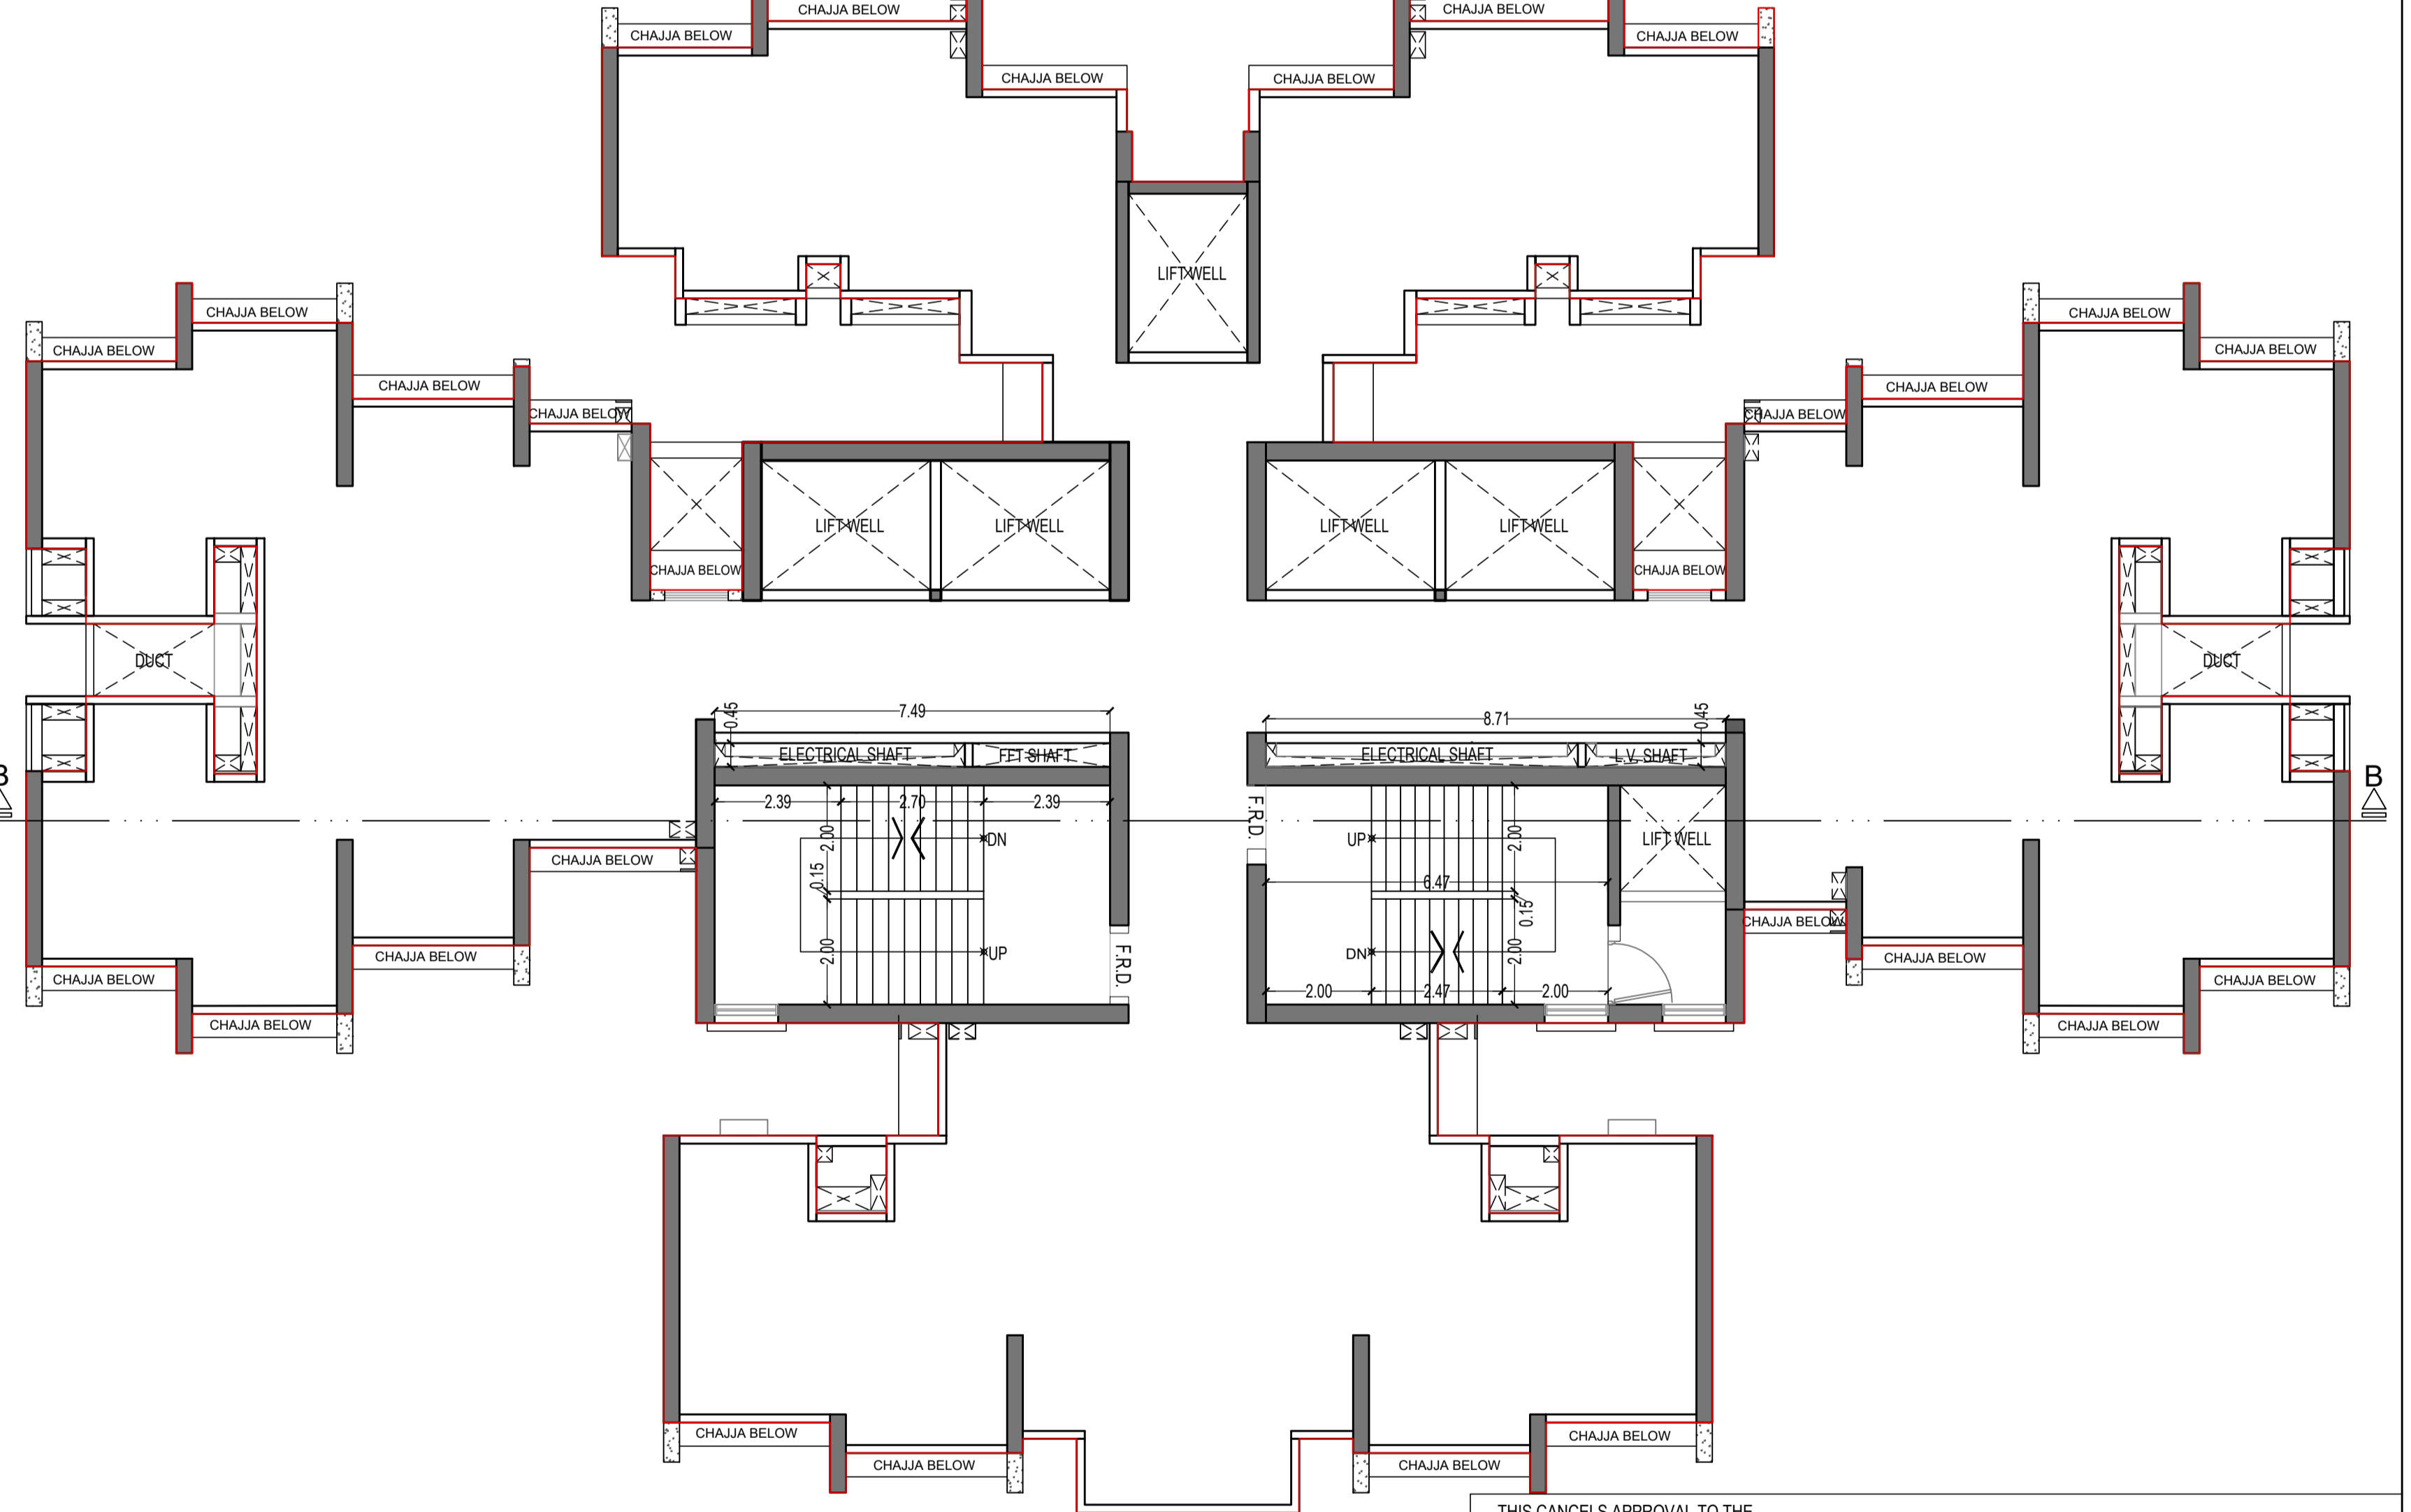 CHAJJA BELOW
CHAJJA BELOW
CHAJJA BELOW
CHAJJA BELOW
CHAJJA BELOW
CHAJJA BELOW
LIFT WELL
CHAJJA BELOW
CHAJJA BELOW
CHAJJA BELOW
CHAJJA BELOW
CHAJJA BELOW
CHAJJA BELOW
CHAJJA BELOW
CHAJJA BELOW
LIFT WELL
LIFT WELL
LIFT WELL
LIFT WELL
CHAJJA BELOW
CHAJJA BELOW
DUCT
DUCT
7.49
0.45
8.71
0.45
ELECTRICAL SHAFT
F.F.T SHAFT
ELECTRICAL SHAFT
L.V. SHAFT
B
B
2.39
2.70
2.39
F.R.D.
2.00
DN
UP
2.00
LIFT WELL
CHAJJA BELOW
0.15
6.47
0.15
CHAJJA BELOW
2.00
UP
F.R.D.
DN
2.00
CHAJJA BELOW
CHAJJA BELOW
CHAJJA BELOW
CHAJJA BELOW
2.00
2.47
2.00
CHAJJA BELOW
CHAJJA BELOW
CHAJJA BELOW
CHAJJA BELOW
CHAJJA BELOW
CHAJJA BELOW
THIS CANCELS APPROVAL TO THE